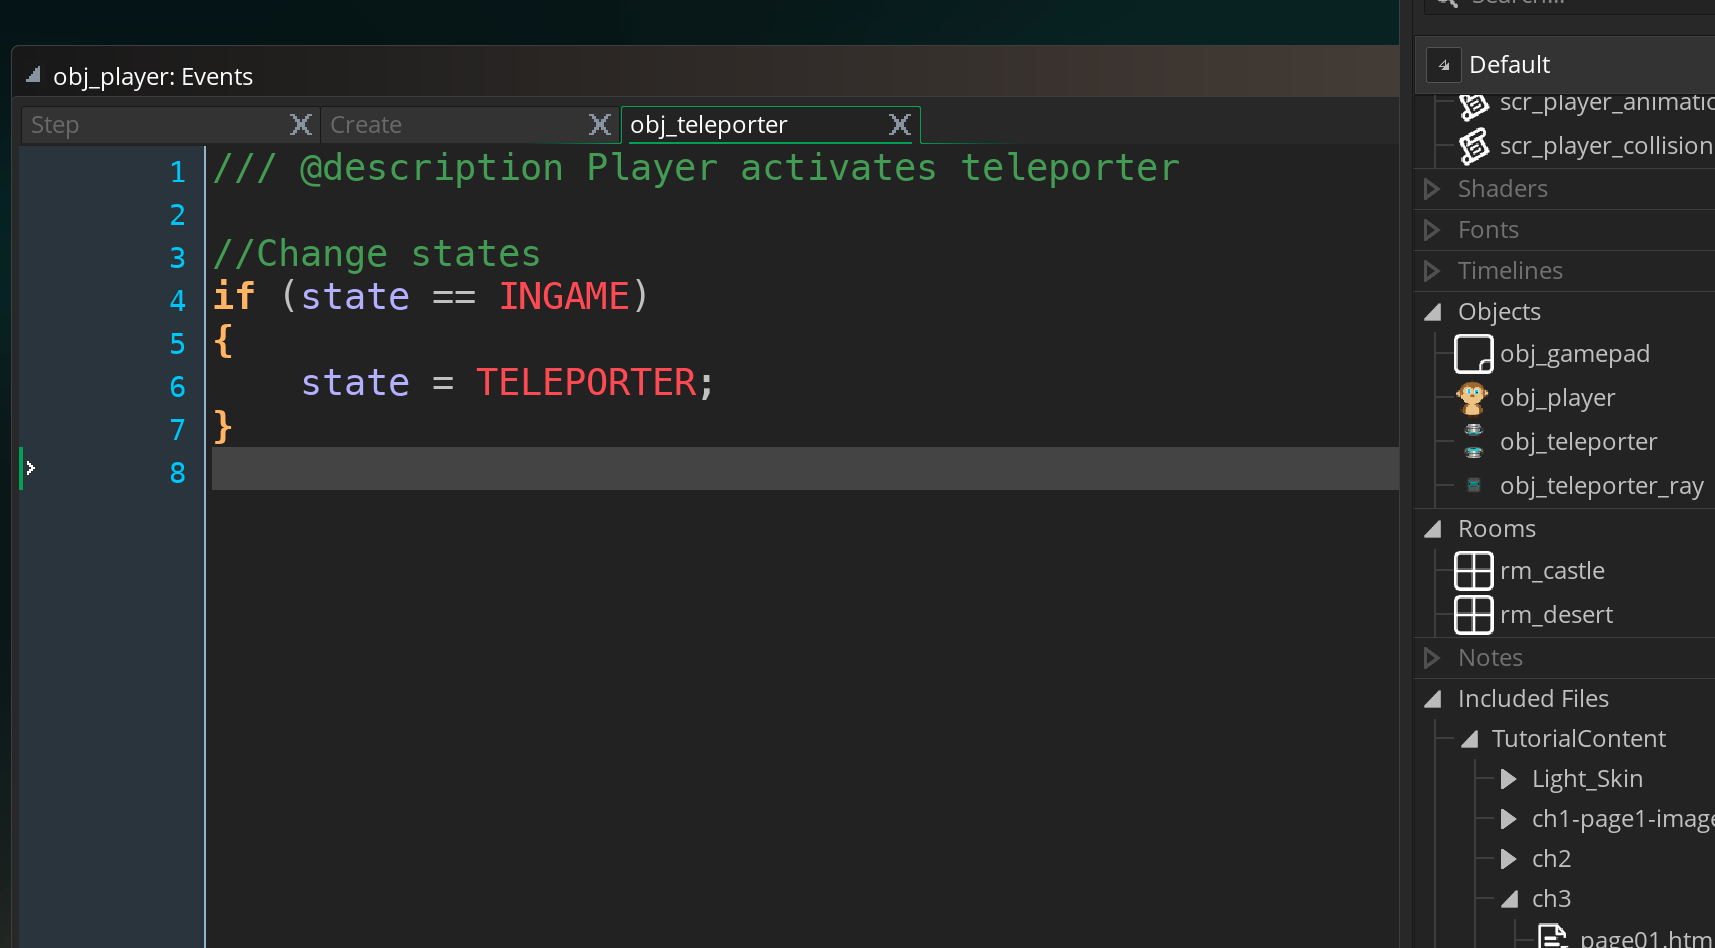 Search...
obj_player: Events
Default
Step
Create
obj_teleporter
1 /// @description Player activates teleporter
2
3 //Change states
4 if (state == INGAME)
5 {
6 state = TELEPORTER;
7 }
8
scr_player_collision
Shaders
Fonts
Timelines
Objects
obj_gamepad
obj_player
obj_teleporter
obj_teleporter_ray
Rooms
rm_castle
rm_desert
Notes
Included Files
TutorialContent
Light_Skin
ch1-page1-image
ch2
ch3
page01.htm